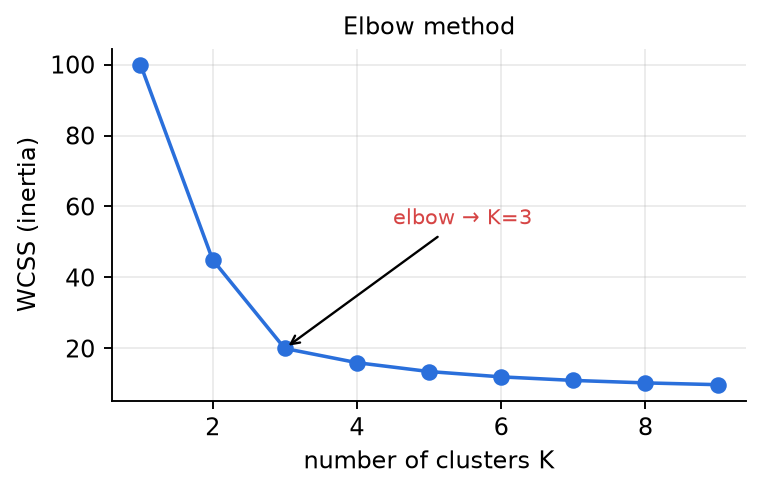 Elbow method
WCSS (inertia)
100
80
60
40
20
elbow → K=3
2
4
6
8
number of clusters K